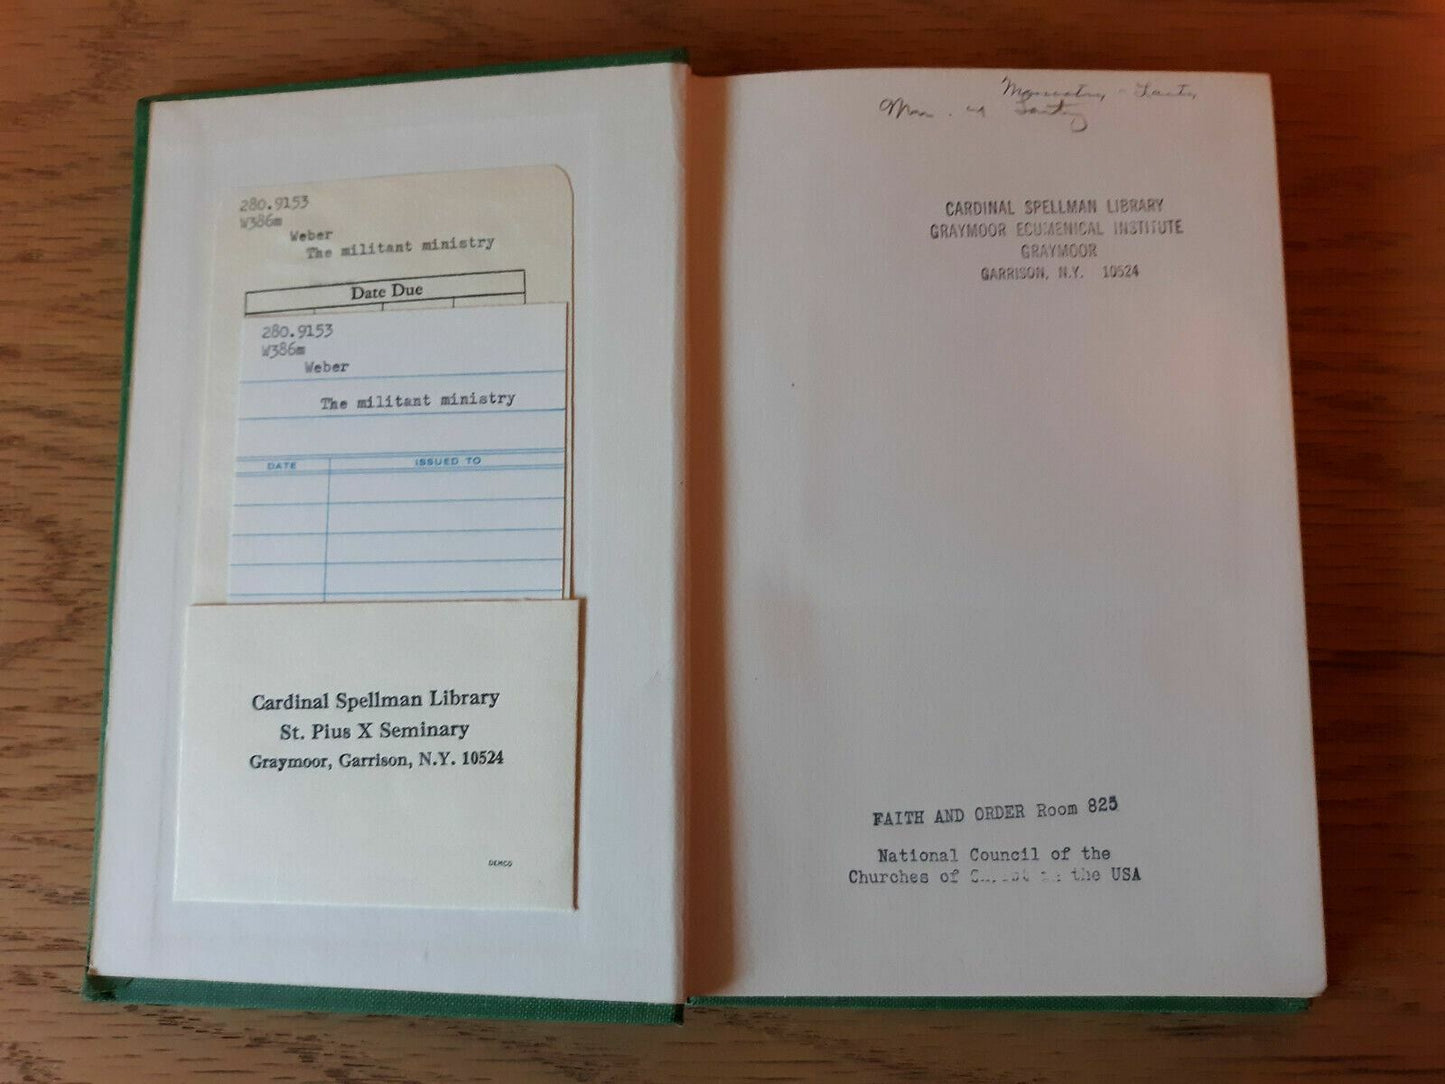 280.9153
W386m
Weber
The militant ministry
Date Due
280.9153
W386m
Weber
The militant ministry
DATE ISSUED TO
Cardinal Spellman Library
St. Pius X Seminary
Graymoor, Garrison, N.Y. 10524
DEMCO
CARDINAL SPELLMAN LIBRARY
GRAYMOOR ECUMENICAL INSTITUTE
GRAYMOOR
GARRISON, N.Y. 10524
FAITH AND ORDER Room 825
National Council of the
Churches of the USA